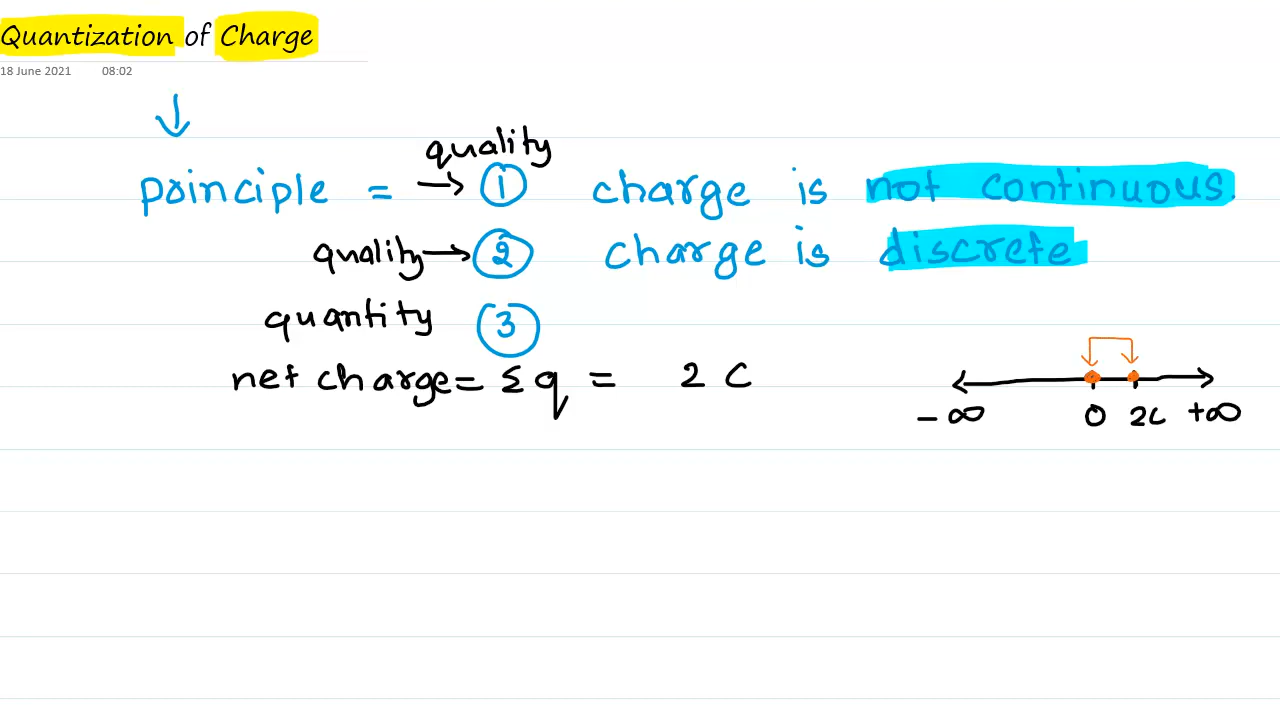 Quantization of Charge
18 June 2021 08:02
quality
principle = → 1 charge is not continuous.
quality → 2 charge is discrete
quantity 3
net charge = Σq = 2 C
-∞ 0 2C +∞